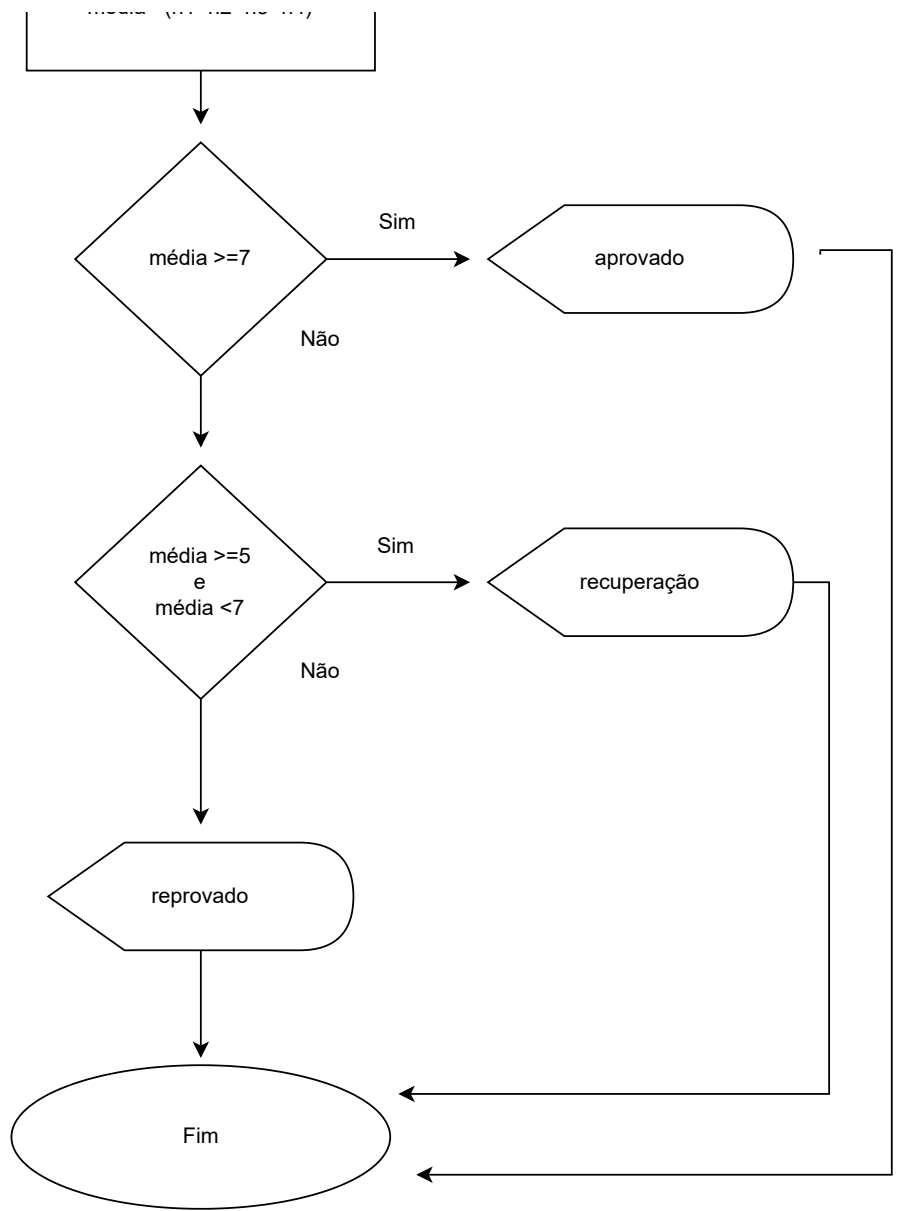 Sim
média >=7
aprovado
Não
Sim
média >=5
e
média <7
recuperação
Não
reprovado
Fim